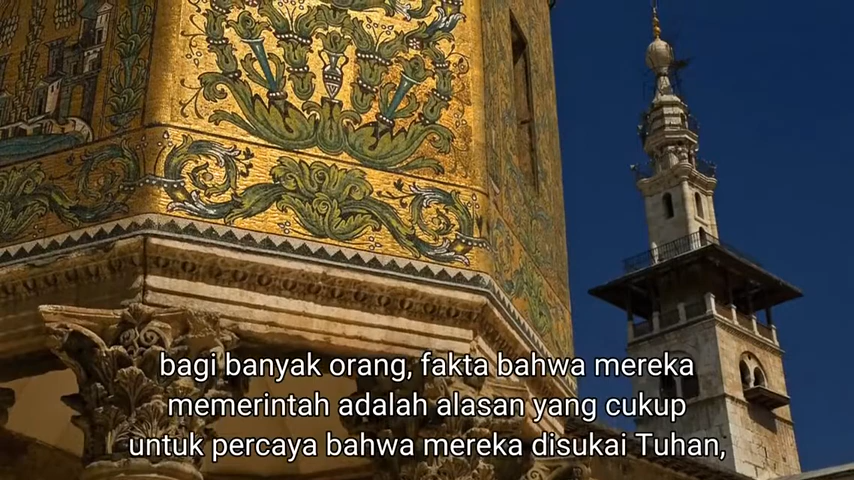 bagi banyak orang, fakta bahwa mereka
memerintah adalah alasan yang cukup
untuk percaya bahwa mereka disukai Tuhan,